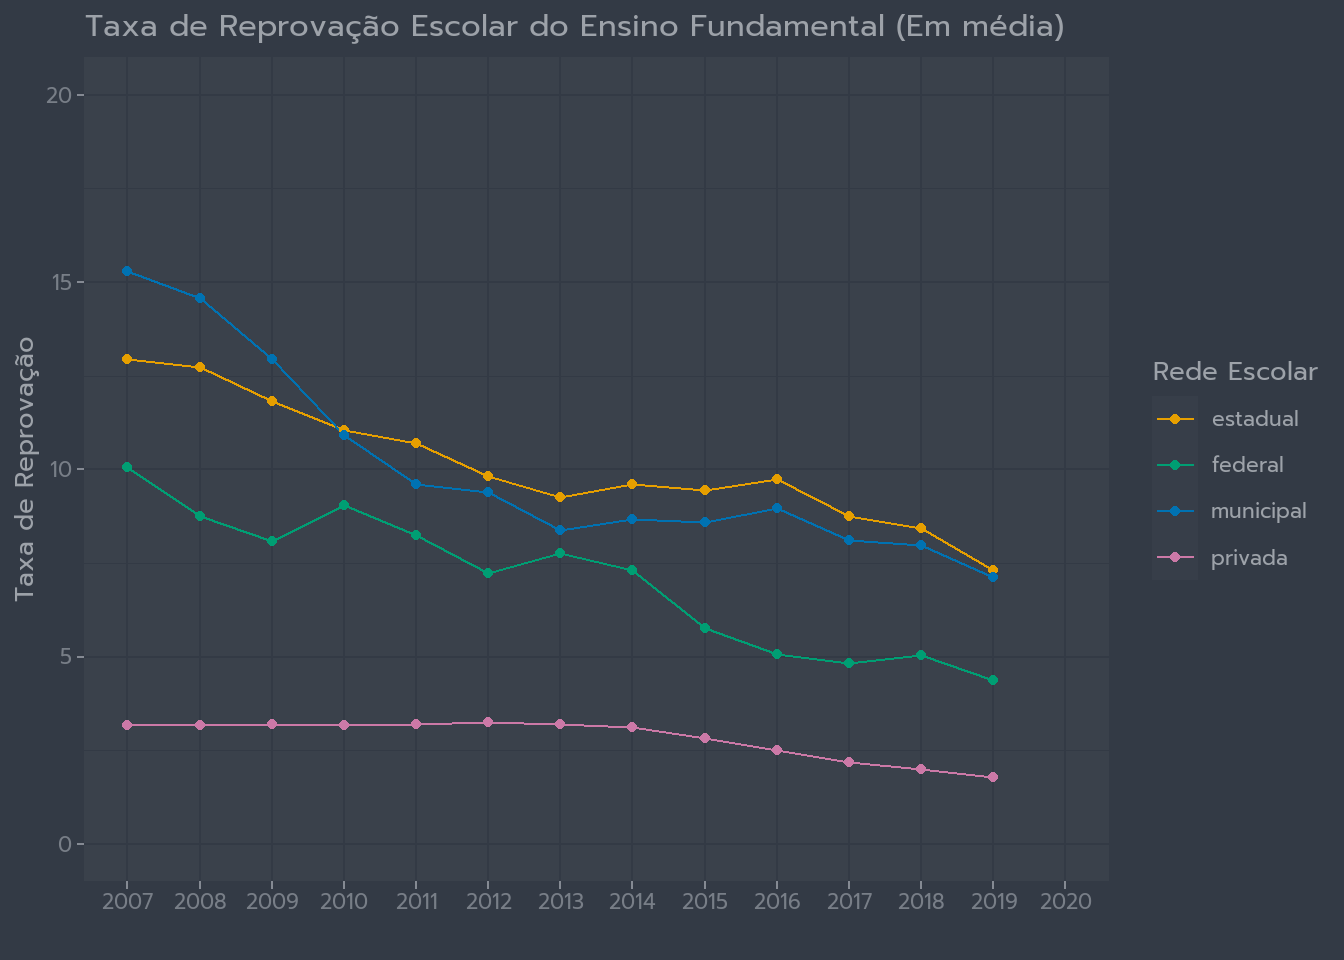 Taxa de Reprovação Escolar do Ensino Fundamental (Em média)
Taxa de Reprovação
20
15
10
5
0
2007 2008 2009 2010 2011 2012 2013 2014 2015 2016 2017 2018 2019 2020
Rede Escolar
estadual
federal
municipal
privada